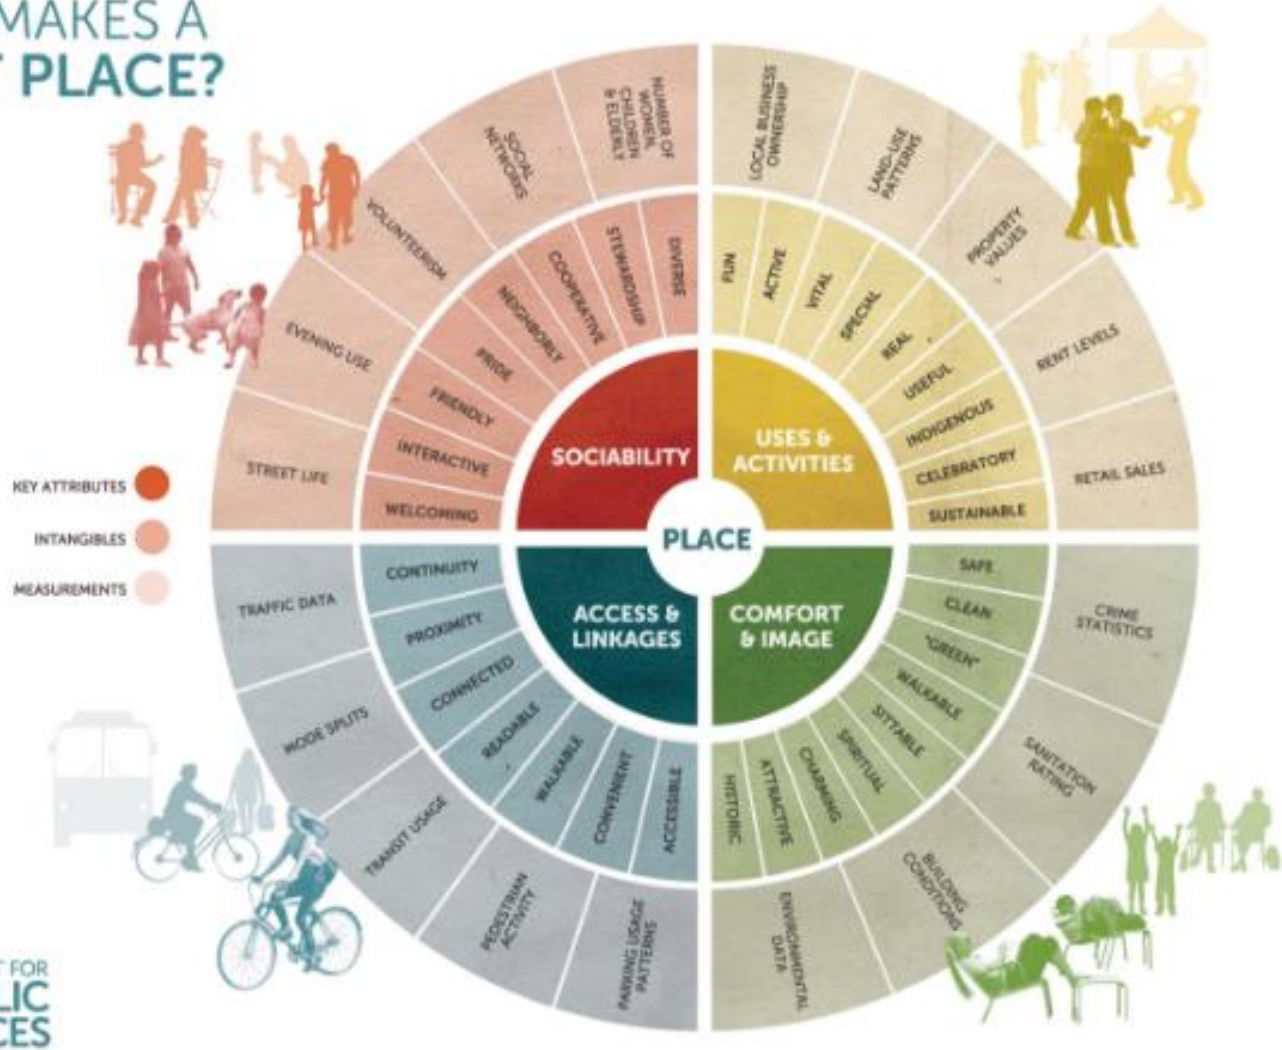 MAKES A
PLACE?
KEY ATTRIBUTES
INTANGIBLES
MEASUREMENTS
PLACE
SOCIABILITY
USES &
ACTIVITIES
ACCESS &
LINKAGES
COMFORT
& IMAGE
DIVERSE
STEWARDSHIP
COOPERATIVE
NEIGHBORLY
PRIDE
FRIENDLY
INTERACTIVE
WELCOMING
NUMBER OF
WOMEN,
CHILDREN
& ELDERLY
SOCIAL
NETWORKS
VOLUNTEERISM
EVENING USE
STREET LIFE
FUN
ACTIVE
VITAL
SPECIAL
REAL
USEFUL
INDIGENOUS
CELEBRATORY
SUSTAINABLE
LOCAL BUSINESS
OWNERSHIP
LAND-USE
PATTERNS
PROPERTY
VALUES
RENT LEVELS
RETAIL SALES
CONTINUITY
PROXIMITY
CONNECTED
READABLE
WALKABLE
CONVENIENT
ACCESSIBLE
TRAFFIC DATA
MODE SPLITS
TRANSIT USAGE
PEDESTRIAN
ACTIVITY
PARKING USAGE
PATTERNS
SAFE
CLEAN
"GREEN"
WALKABLE
SITTABLE
SPIRITUAL
CHARMING
ATTRACTIVE
HISTORIC
CRIME
STATISTICS
SANITATION
RATING
BUILDING
CONDITIONS
ENVIRONMENTAL
DATA
T FOR
LIC
CES